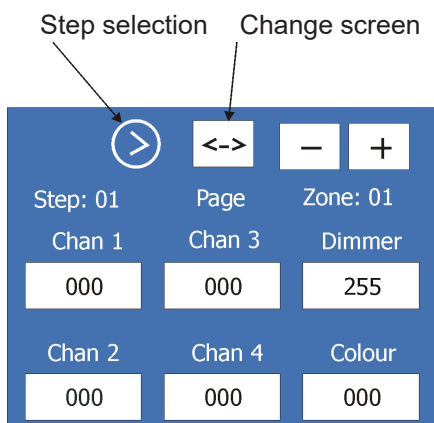 Step selection Change screen
> <-> − +
Step: 01 Page Zone: 01
Chan 1 Chan 3 Dimmer
000 000 255
Chan 2 Chan 4 Colour
000 000 000